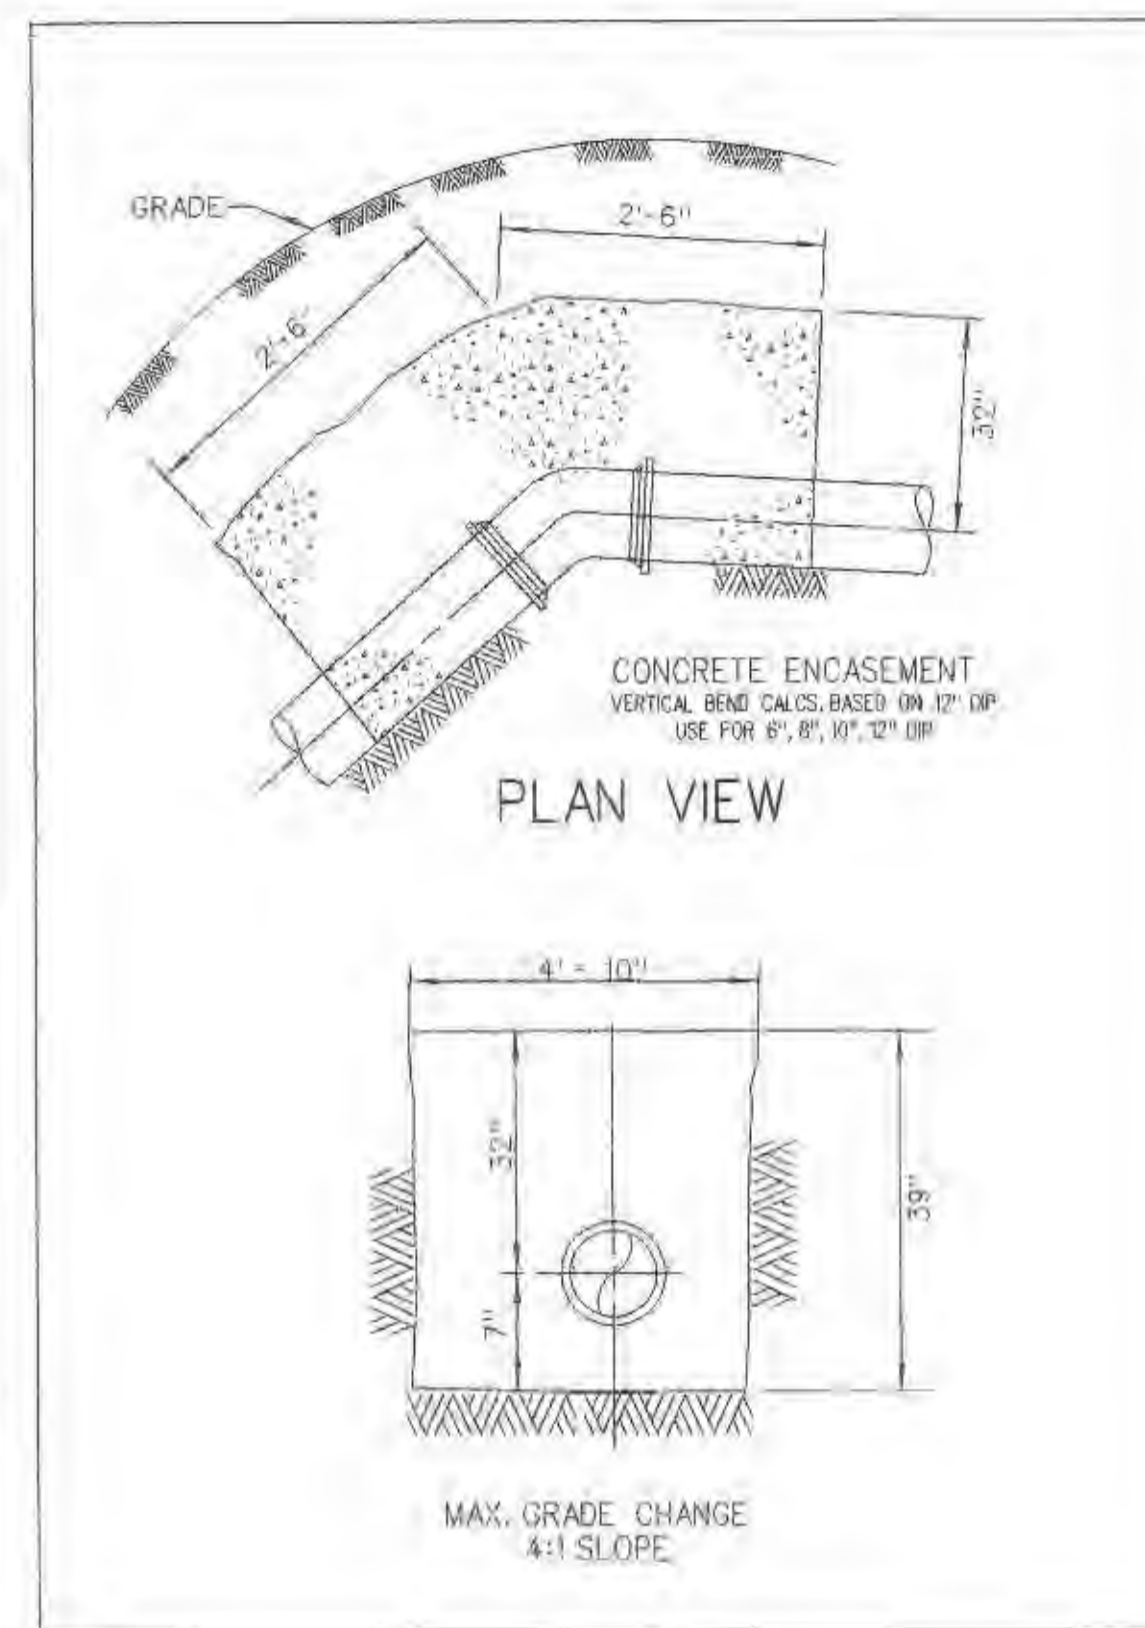 GRADE
2'-6"
2'-6"
32"
CONCRETE ENCASEMENT
VERTICAL BEND CALCS. BASED ON 12" DIP
USE FOR 6", 8", 10", 12" DIP
PLAN VIEW
4' - 10"
32"
39"
7"
MAX. GRADE CHANGE
4:1 SLOPE